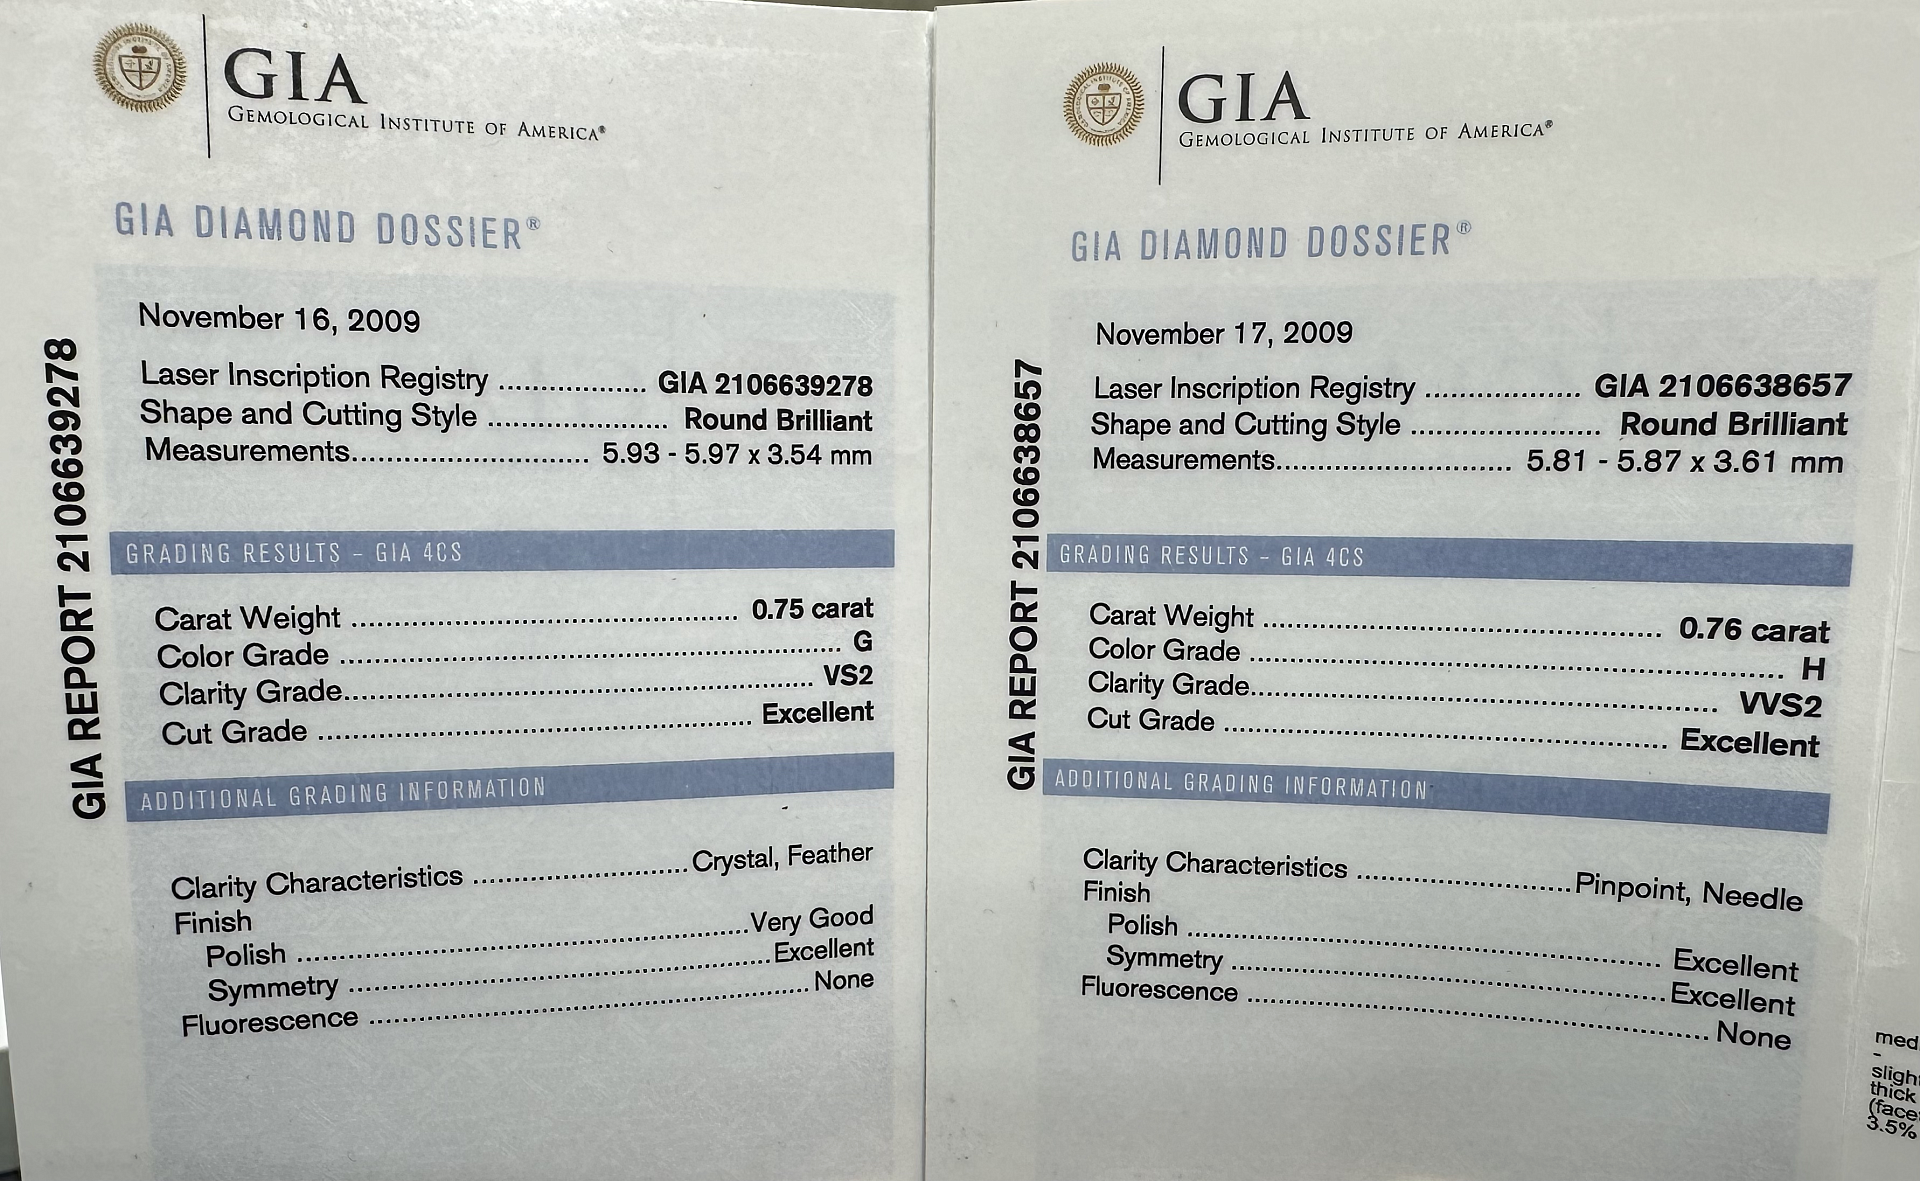 GIA
GEMOLOGICAL INSTITUTE OF AMERICA®
GIA DIAMOND DOSSIER®
GIA REPORT 2106639278
November 16, 2009
Laser Inscription Registry ................ GIA 2106639278
Shape and Cutting Style .................... Round Brilliant
Measurements.......................... 5.93 - 5.97 x 3.54 mm
GRADING RESULTS – GIA 4CS
Carat Weight ........................................... 0.75 carat
Color Grade ........................................................ G
Clarity Grade.................................................... VS2
Cut Grade ................................................ Excellent
ADDITIONAL GRADING INFORMATION
Clarity Characteristics ........................Crystal, Feather
Finish
Polish ....................................................Very Good
Symmetry ................................................Excellent
Fluorescence ................................................. None
GIA
GEMOLOGICAL INSTITUTE OF AMERICA®
GIA DIAMOND DOSSIER®
GIA REPORT 2106638657
November 17, 2009
Laser Inscription Registry .................. GIA 2106638657
Shape and Cutting Style ...................... Round Brilliant
Measurements.......................... 5.81 - 5.87 x 3.61 mm
GRADING RESULTS – GIA 4CS
Carat Weight ............................................. 0.76 carat
Color Grade ............................................................ H
Clarity Grade.................................................... VVS2
Cut Grade .................................................. Excellent
ADDITIONAL GRADING INFORMATION
Clarity Characteristics ........................Pinpoint, Needle
Finish
Polish ...................................................... Excellent
Symmetry .................................................Excellent
Fluorescence ..................................................... None
med
-
sligh
thick
(face
3.5%